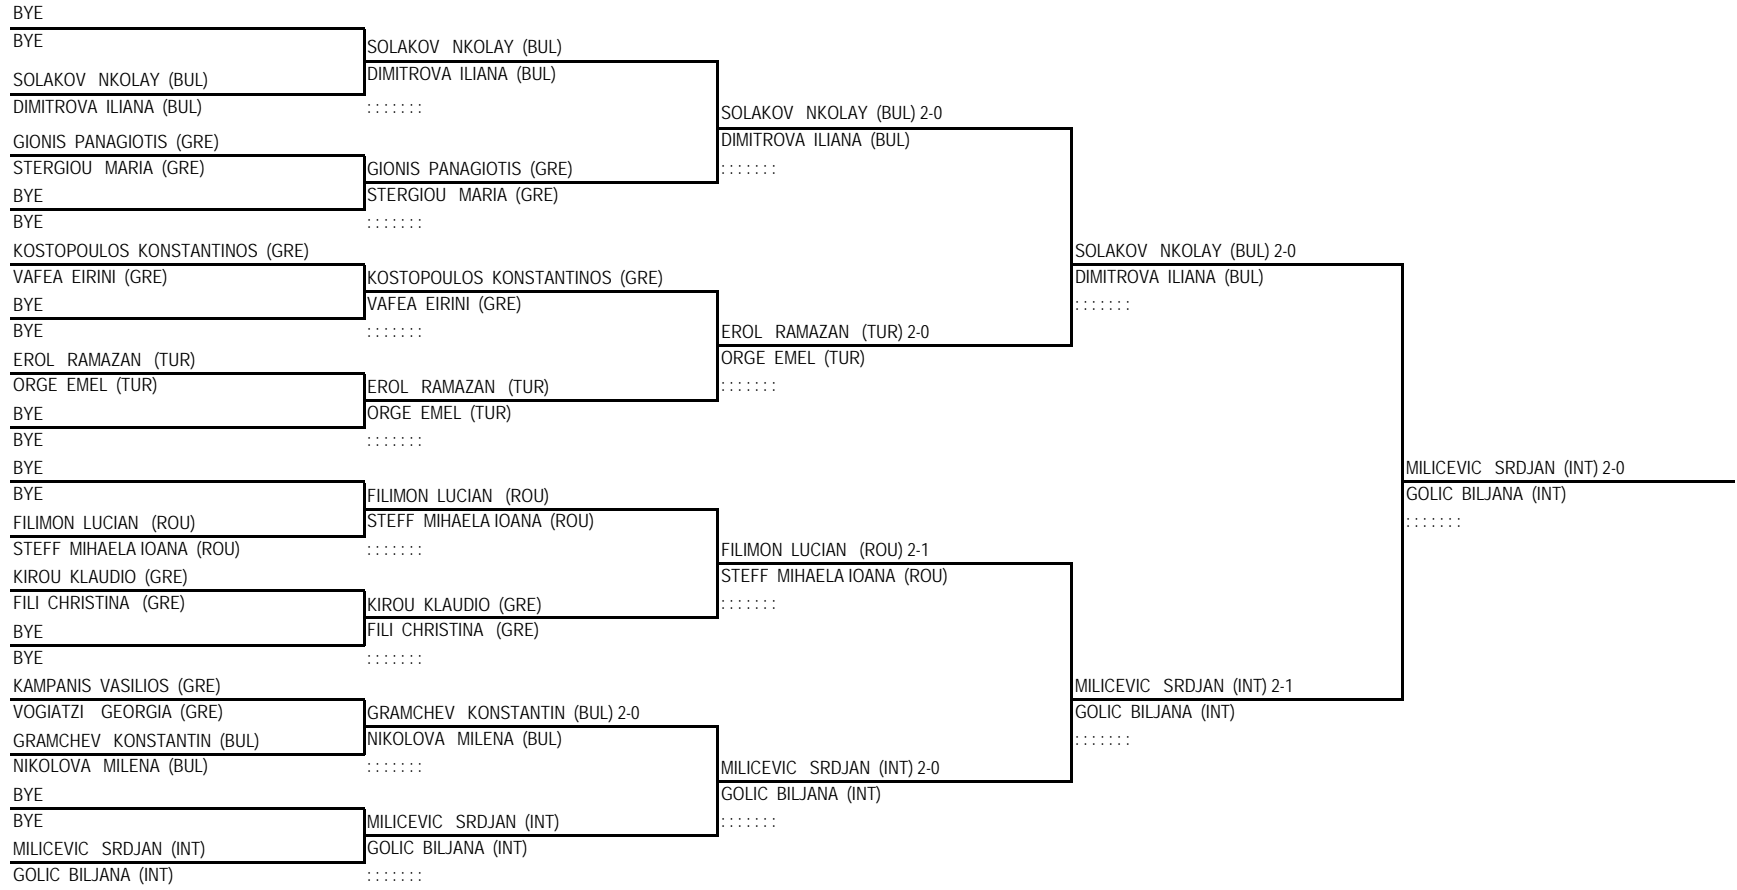 BYE
BYE
SOLAKOV NKOLAY (BUL)
DIMITROVA ILIANA (BUL)
GIONIS PANAGIOTIS (GRE)
STERGIOU MARIA (GRE)
BYE
BYE
KOSTOPOULOS KONSTANTINOS (GRE)
VAFEA EIRINI (GRE)
BYE
BYE
EROL RAMAZAN (TUR)
ORGE EMEL (TUR)
BYE
BYE
BYE
BYE
FILIMON LUCIAN (ROU)
STEFF MIHAELA IOANA (ROU)
KIROU KLAUDIO (GRE)
FILI CHRISTINA (GRE)
BYE
BYE
KAMPANIS VASILIOS (GRE)
VOGIATZI GEORGIA (GRE)
GRAMCHEV KONSTANTIN (BUL)
NIKOLOVA MILENA (BUL)
BYE
BYE
MILICEVIC SRDJAN (INT)
GOLIC BILJANA (INT)
SOLAKOV NKOLAY (BUL)
DIMITROVA ILIANA (BUL)
: : : : : : :
GIONIS PANAGIOTIS (GRE)
STERGIOU MARIA (GRE)
: : : : : : :
KOSTOPOULOS KONSTANTINOS (GRE)
VAFEA EIRINI (GRE)
: : : : : : :
EROL RAMAZAN (TUR)
ORGE EMEL (TUR)
: : : : : : :
FILIMON LUCIAN (ROU)
STEFF MIHAELA IOANA (ROU)
: : : : : : :
KIROU KLAUDIO (GRE)
FILI CHRISTINA (GRE)
: : : : : : :
GRAMCHEV KONSTANTIN (BUL) 2-0
NIKOLOVA MILENA (BUL)
: : : : : : :
MILICEVIC SRDJAN (INT)
GOLIC BILJANA (INT)
: : : : : : :
SOLAKOV NKOLAY (BUL) 2-0
DIMITROVA ILIANA (BUL)
: : : : : : :
EROL RAMAZAN (TUR) 2-0
ORGE EMEL (TUR)
: : : : : : :
FILIMON LUCIAN (ROU) 2-1
STEFF MIHAELA IOANA (ROU)
: : : : : : :
MILICEVIC SRDJAN (INT) 2-0
GOLIC BILJANA (INT)
: : : : : : :
SOLAKOV NKOLAY (BUL) 2-0
DIMITROVA ILIANA (BUL)
: : : : : : :
MILICEVIC SRDJAN (INT) 2-1
GOLIC BILJANA (INT)
: : : : : : :
MILICEVIC SRDJAN (INT) 2-0
GOLIC BILJANA (INT)
: : : : : : :